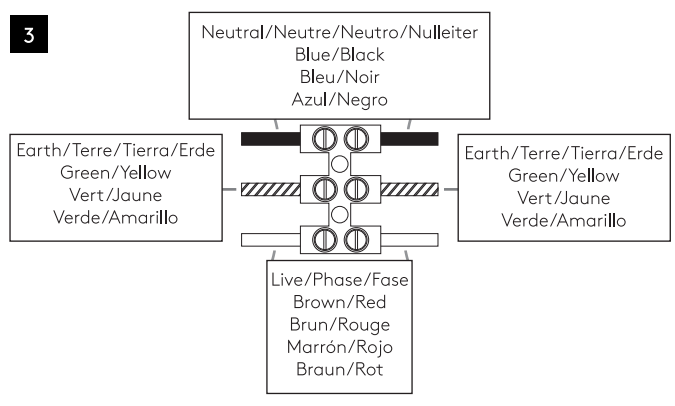 3
Neutral/Neutre/Neutro/Nulleiter
Blue/Black
Bleu/Noir
Azul/Negro
Earth/Terre/Tierra/Erde
Green/Yellow
Vert/Jaune
Verde/Amarillo
Earth/Terre/Tierra/Erde
Green/Yellow
Vert/Jaune
Verde/Amarillo
Live/Phase/Fase
Brown/Red
Brun/Rouge
Marrón/Rojo
Braun/Rot